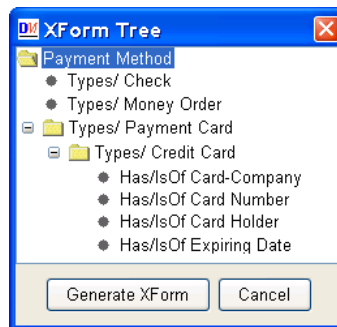 DW XForm Tree
Payment Method
Types/ Check
Types/ Money Order
Types/ Payment Card
Types/ Credit Card
Has/IsOf Card-Company
Has/IsOf Card Number
Has/IsOf Card Holder
Has/IsOf Expiring Date
Generate XForm Cancel